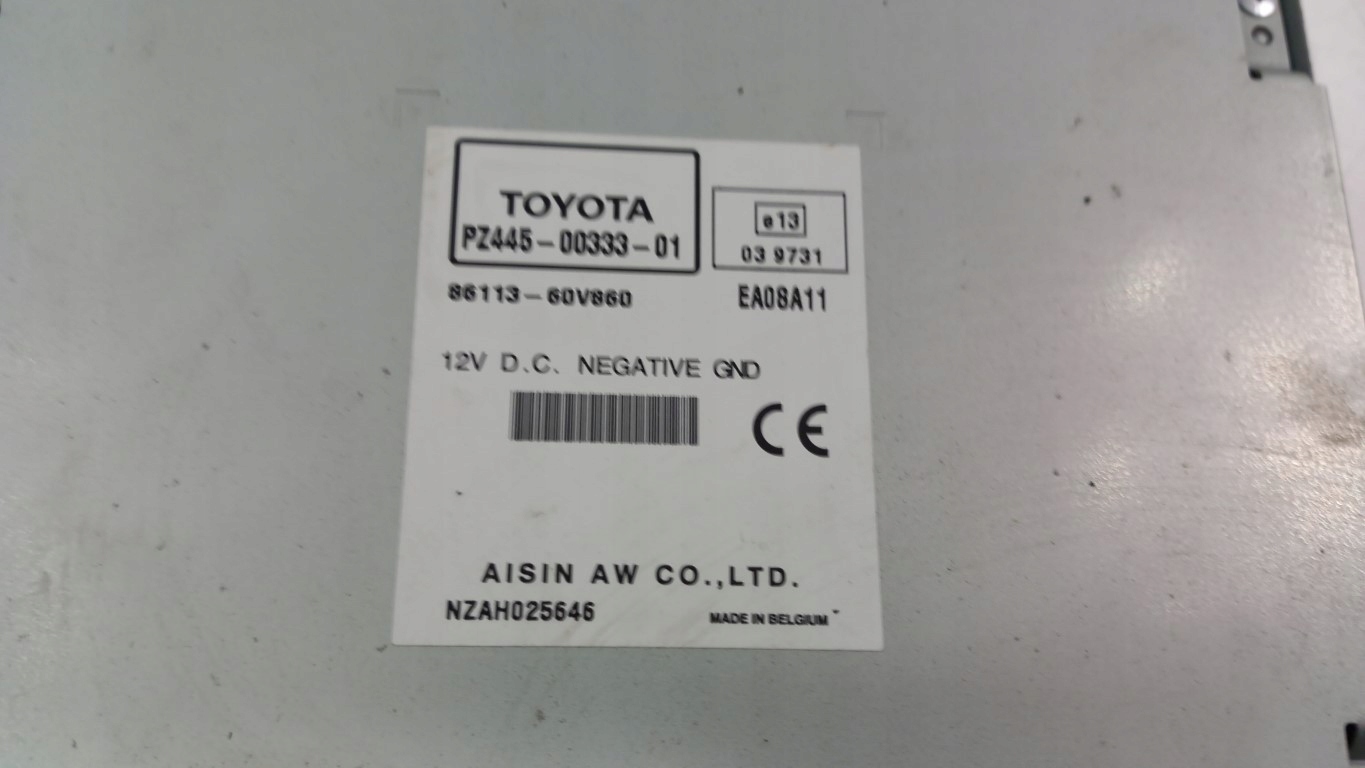 TOYOTA
PZ445-00333-01
e13
03 9731
86113-60V860
EA08A11
12V D.C. NEGATIVE GND
CE
AISIN AW CO.,LTD.
NZAH025646
MADE IN BELGIUM